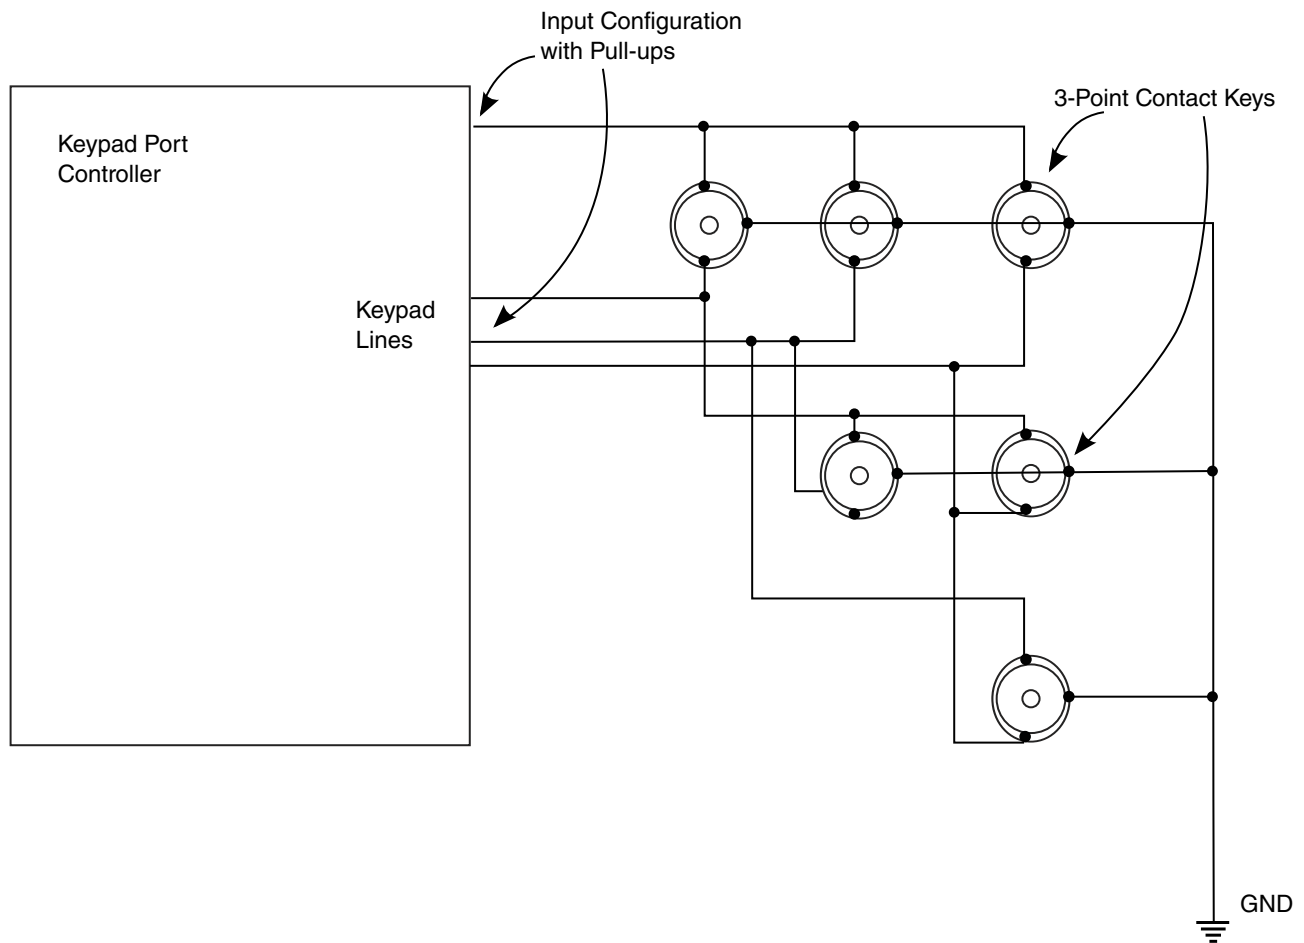 Input Configuration
with Pull-ups
3-Point Contact Keys
Keypad Port
Controller
Keypad
Lines
GND